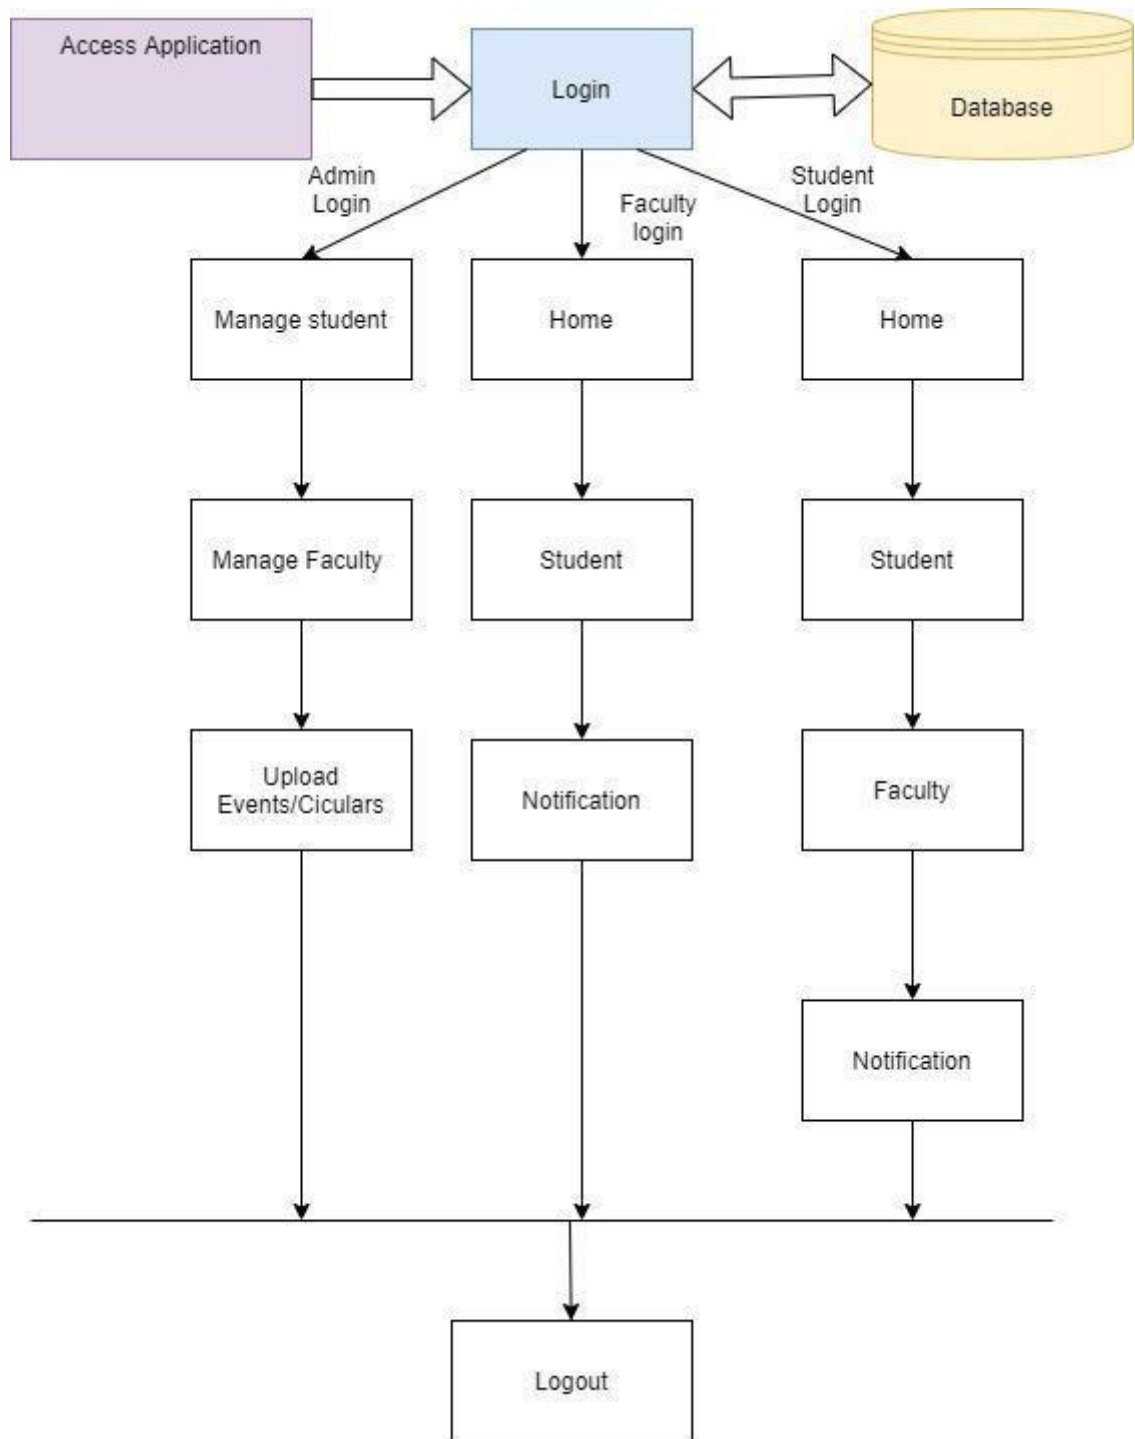 Access Application
Login
Database
Admin
Login
Faculty
login
Student
Login
Manage student
Home
Home
Manage Faculty
Student
Student
Upload
Events/Ciculars
Notification
Faculty
Notification
Logout